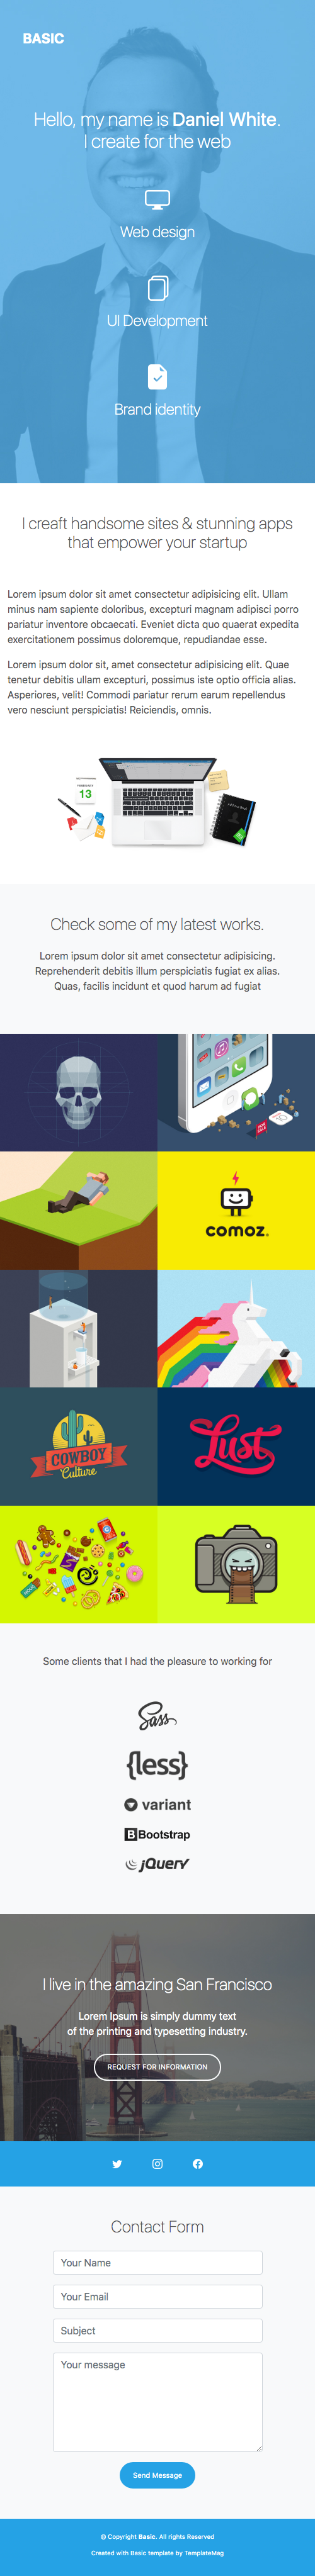 BASIC
Hello, my name is Daniel White.
I create for the web
Web design
UI Development
Brand identity
I creaft handsome sites & stunning apps
that empower your startup
Lorem ipsum dolor sit amet consectetur adipisicing elit. Ullam
minus nam sapiente doloribus, excepturi magnam adipisci porro
pariatur inventore obcaecati. Eveniet dicta quo quaerat expedita
exercitationem possimus doloremque, repudiandae esse.
Lorem ipsum dolor sit, amet consectetur adipisicing elit. Quae
tenetur debitis ullam excepturi, possimus iste optio officia alias.
Asperiores, velit! Commodi pariatur rerum earum repellendus
vero nesciunt perspiciatis! Reiciendis, omnis.
13
Check some of my latest works.
Lorem ipsum dolor sit amet consectetur adipisicing.
Reprehenderit debitis illum perspiciatis fugiat ex alias.
Quas, facilis incidunt et quod harum ad fugiat
comoz.
COWBOY
Culture
Lust
Some clients that I had the pleasure to working for
Sass
{less}
variant
B Bootstrap
jQuery
I live in the amazing San Francisco
Lorem Ipsum is simply dummy text
of the printing and typesetting industry.
REQUEST FOR INFORMATION
Contact Form
Your Name
Your Email
Subject
Your message
Send Message
© Copyright Basic. All rights Reserved
Created with Basic template by TemplateMag